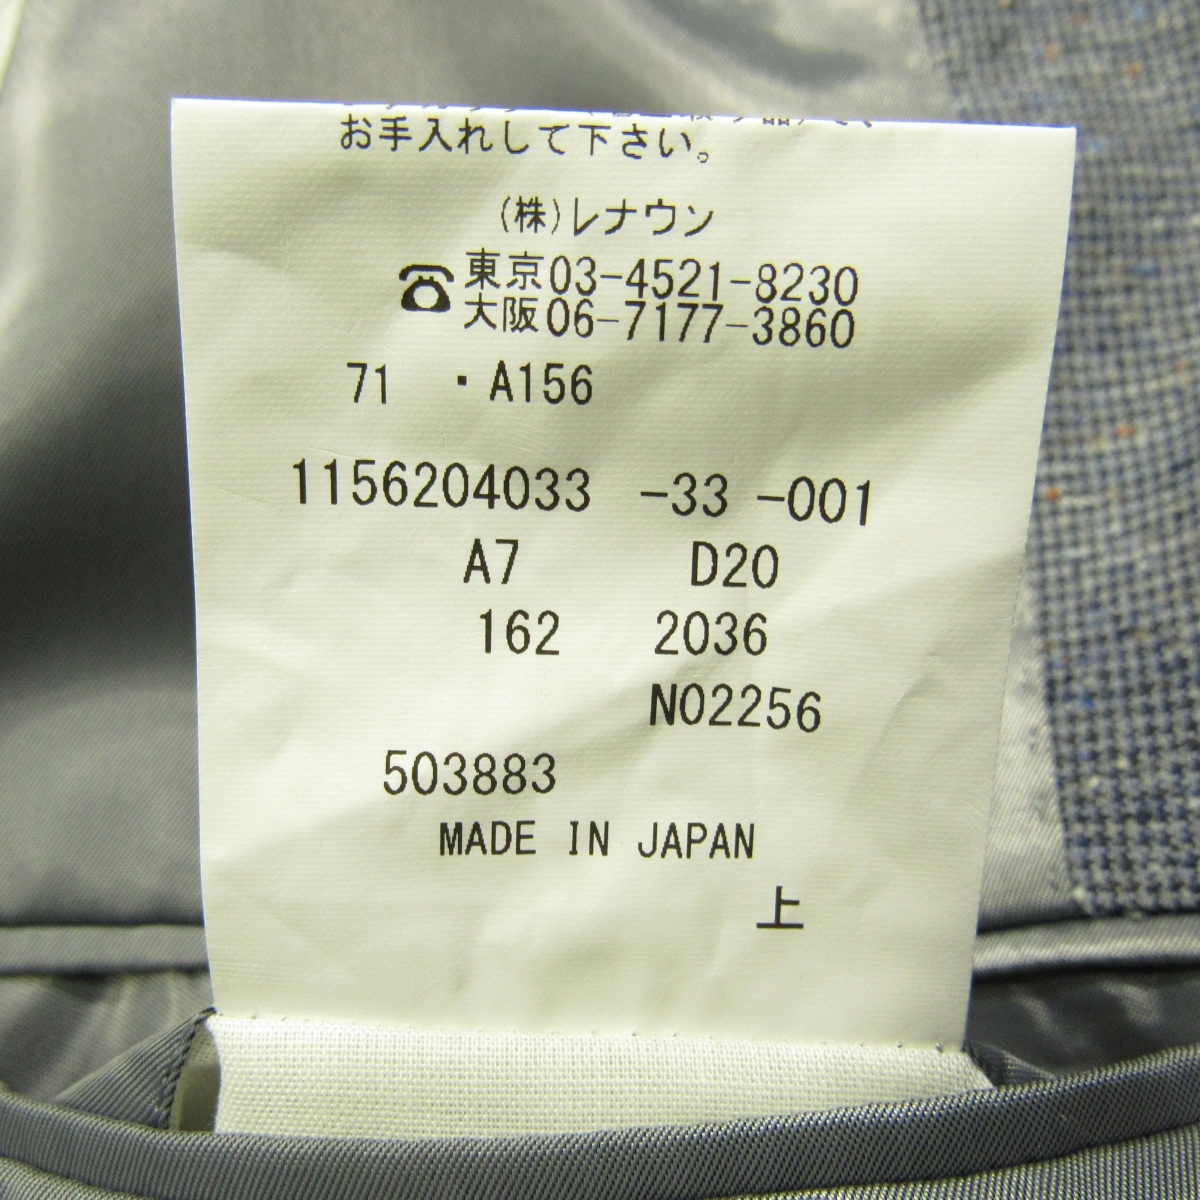 お手入れして下さい。
(株)レナウン
☎東京03-4521-8230
大阪06-7177-3860
71 ・A156
1156204033 -33 -001
A7 D20
162 2036
N02256
503883
MADE IN JAPAN
上